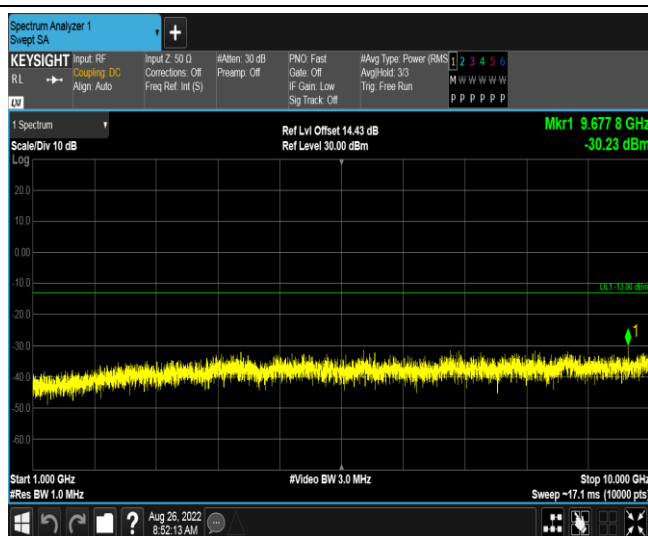 Spectrum Analyzer 1
Swept SA
+
KEYSIGHT Input: RF Input Z: 50 Ω #Atten: 30 dB PNO: Fast #Avg Type: Power (RMS 1 2 3 4 5 6
RL Coupling: DC Corrections: Off Preamp: Off Gate: Off Avg|Hold: 3/3 M W W W W W
Align: Auto Freq Ref: Int (S) IF Gain: Low Trig: Free Run
Sig Track: Off P P P P P P
LXI
1 Spectrum Ref Lvl Offset 14.43 dB Mkr1 9.677 8 GHz
Scale/Div 10 dB Ref Level 30.00 dBm -30.23 dBm
Log
20.0
10.0
0.00
-10.0
DL1 -13.00 dBm
-20.0
1
-30.0
-40.0
-50.0
-60.0
Start 1.000 GHz #Video BW 3.0 MHz Stop 10.000 GHz
#Res BW 1.0 MHz Sweep ~17.1 ms (10000 pts)
? Aug 26, 2022
8:52:13 AM